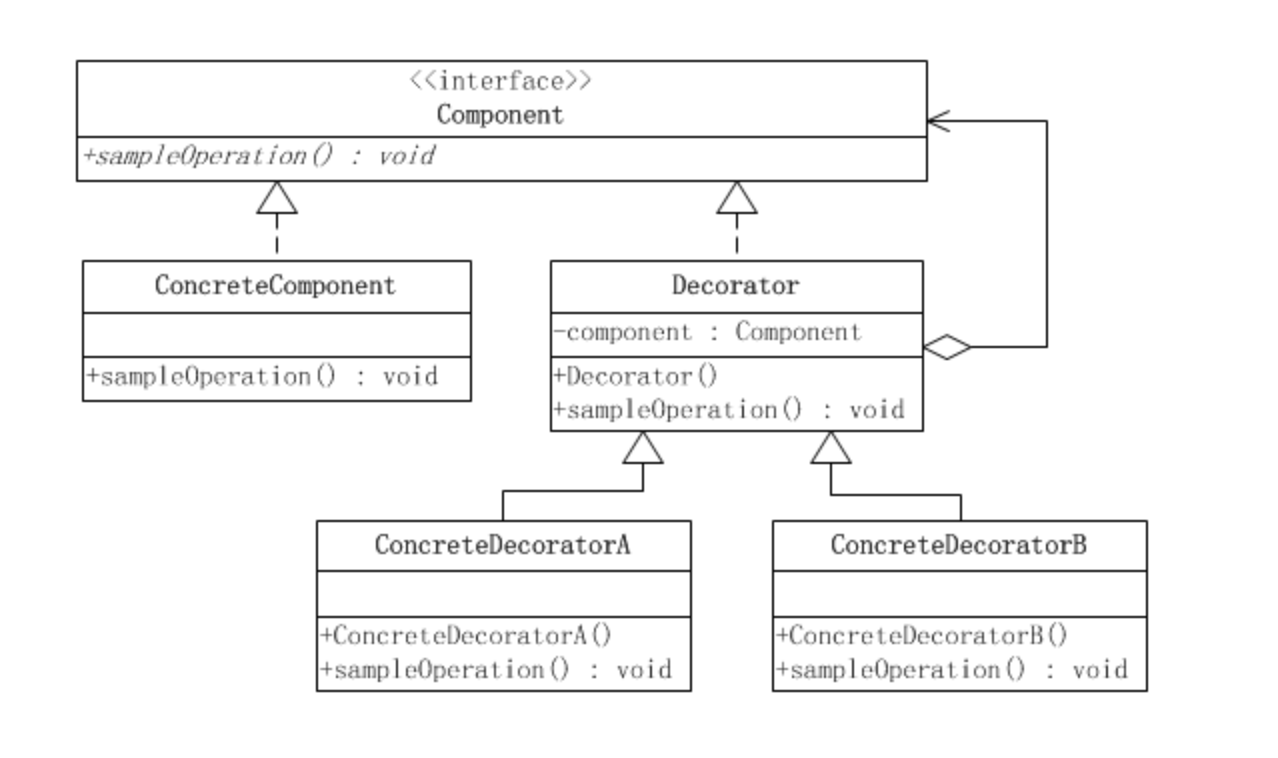 <<interface>>
Component
+sampleOperation() : void
ConcreteComponent
+sampleOperation() : void
Decorator
-component : Component
+Decorator()
+sampleOperation() : void
ConcreteDecoratorA
+ConcreteDecoratorA()
+sampleOperation() : void
ConcreteDecoratorB
+ConcreteDecoratorB()
+sampleOperation() : void